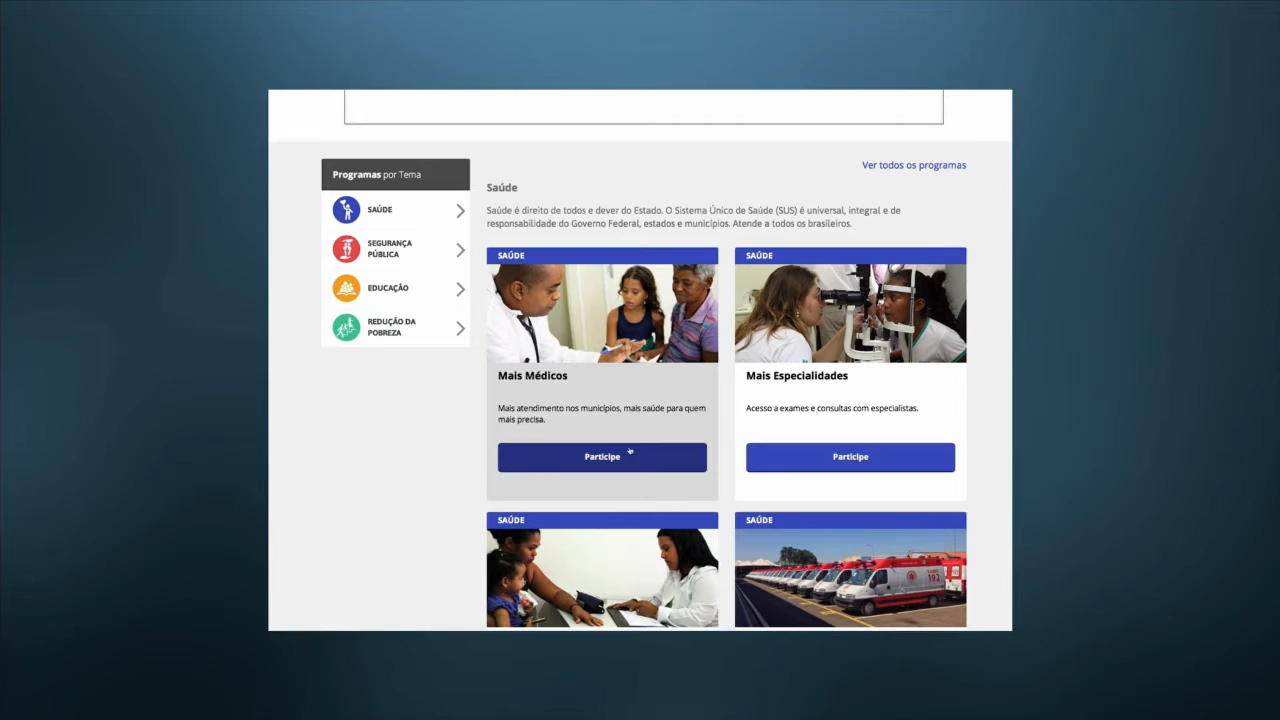 Ver todos os programas
Programas por Tema
SAÚDE
SEGURANÇA
PÚBLICA
EDUCAÇÃO
REDUÇÃO DA
POBREZA
Saúde
Saúde é direito de todos e dever do Estado. O Sistema Único de Saúde (SUS) é universal, integral e de
responsabilidade do Governo Federal, estados e municípios. Atende a todos os brasileiros.
SAÚDE
Mais Médicos
Mais atendimento nos municípios, mais saúde para quem
mais precisa.
Participe
SAÚDE
Mais Especialidades
Acesso a exames e consultas com especialistas.
Participe
SAÚDE
SAÚDE
192